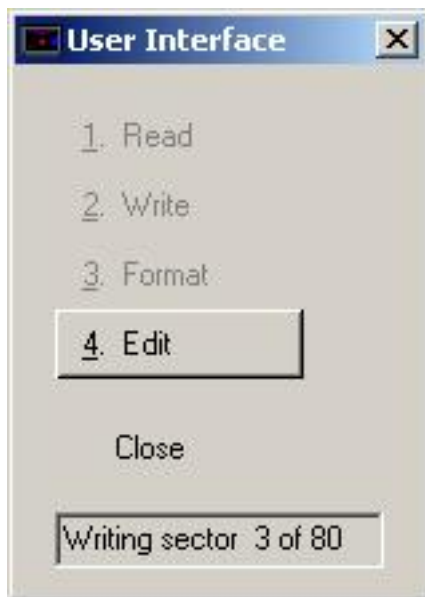 User Interface
1. Read
2. Write
3. Format
4. Edit
Close
Writing sector 3 of 80